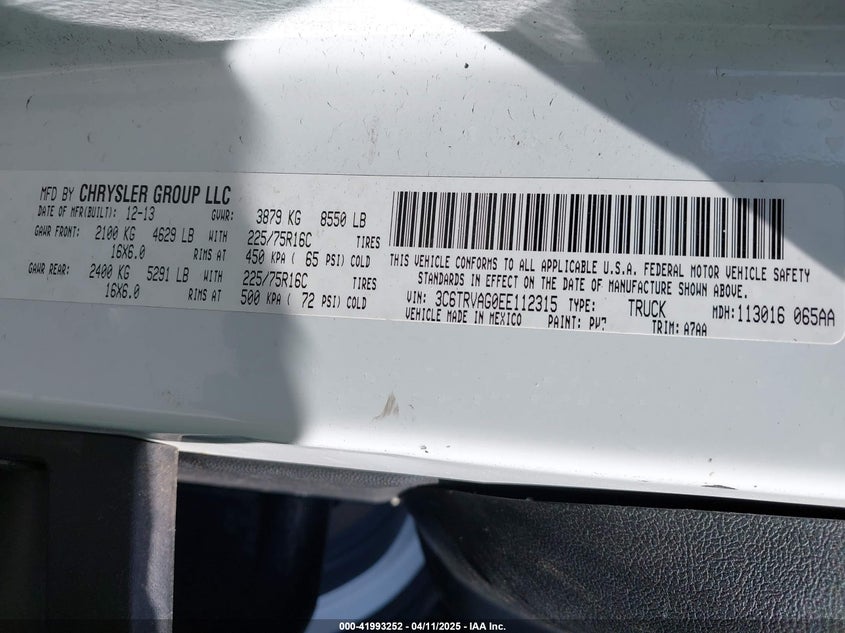 MFD BY CHRYSLER GROUP LLC
DATE OF MFR(BUILT): 12-13 GVWR: 3879 KG 8550 LB
GAWR FRONT: 2100 KG 4629 LB WITH 225/75R16C TIRES
16X6.0 RIMS AT 450 KPA ( 65 PSI) COLD
GAWR REAR: 2400 KG 5291 LB WITH 225/75R16C TIRES
16X6.0 RIMS AT 500 KPA ( 72 PSI) COLD
THIS VEHICLE CONFORMS TO ALL APPLICABLE U.S.A. FEDERAL MOTOR VEHICLE SAFETY
STANDARDS IN EFFECT ON THE DATE OF MANUFACTURE SHOWN ABOVE.
VIN: 3C6TRVAG0EE112315 TYPE: TRUCK MDH:113016 065AA
VEHICLE MADE IN MEXICO PAINT: PW7 TRIM: A7AA
000-41993252 - 04/11/2025 - IAA Inc.